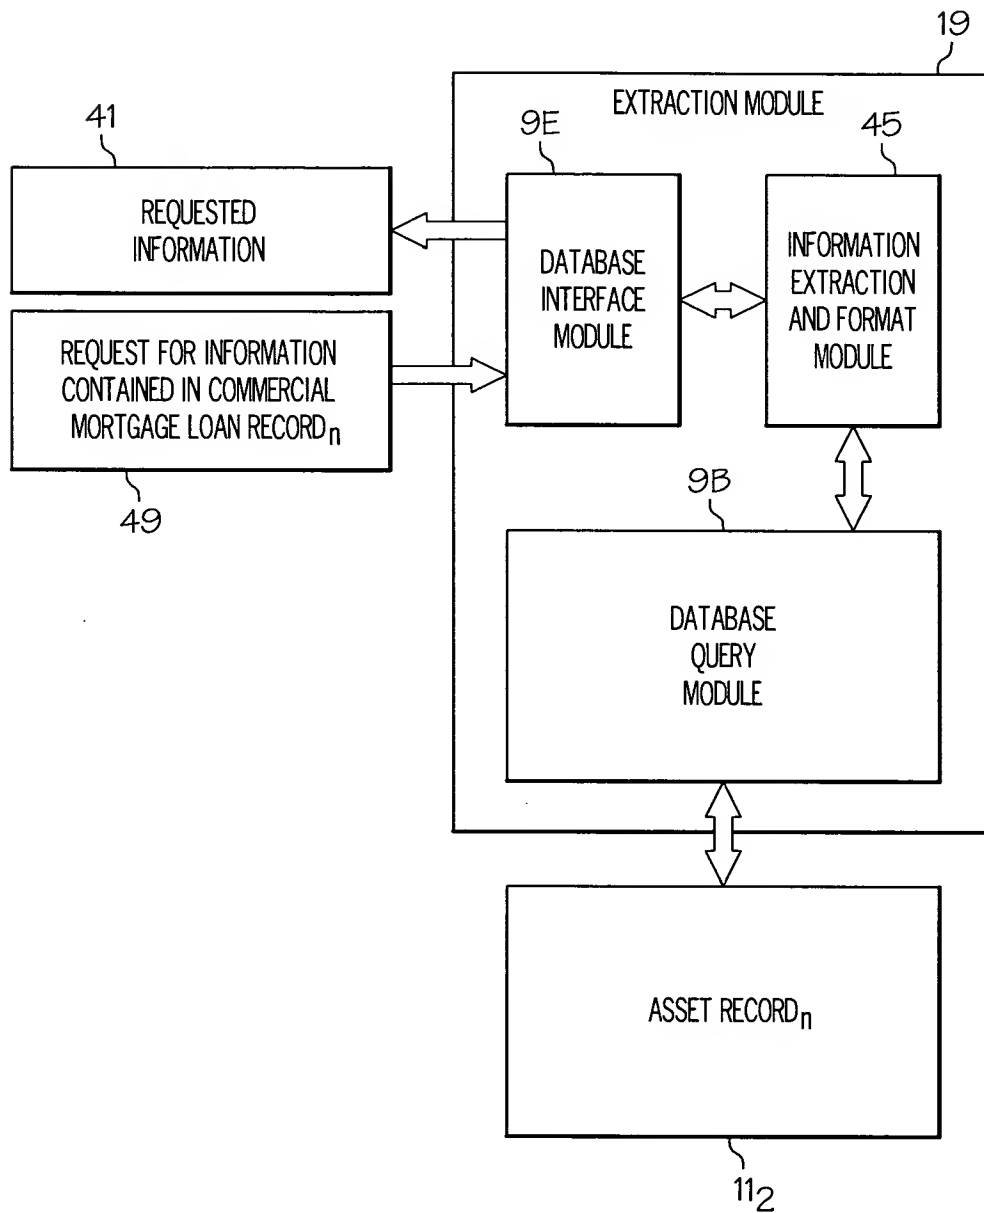 19
EXTRACTION MODULE
41
9E
45
REQUESTED
INFORMATION
DATABASE
INTERFACE
MODULE
INFORMATION
EXTRACTION
AND FORMAT
MODULE
REQUEST FOR INFORMATION
CONTAINED IN COMMERCIAL
MORTGAGE LOAN RECORDn
49
9B
DATABASE
QUERY
MODULE
ASSET RECORDn
112